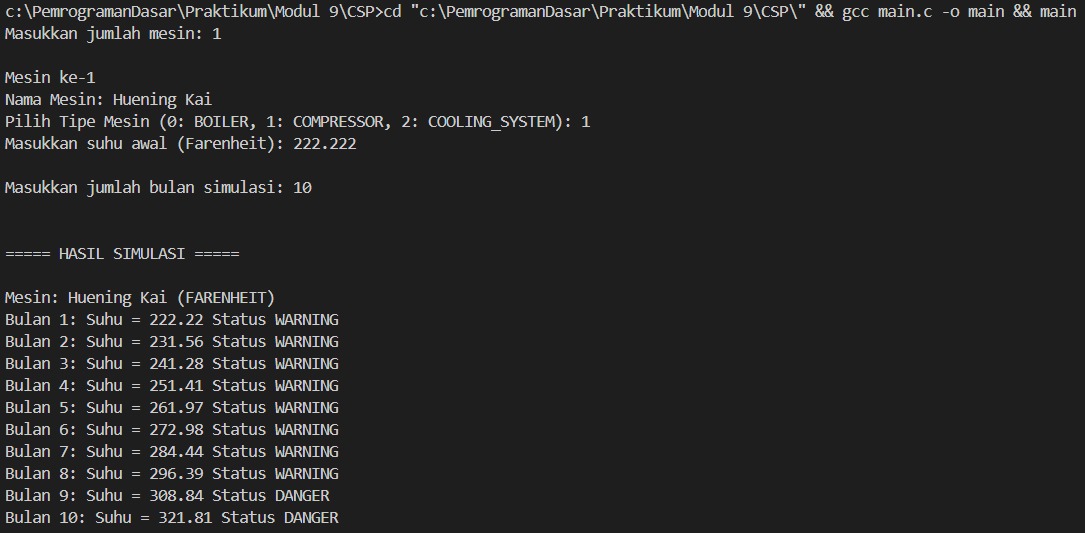 c:\PemrogramanDasar\Praktikum\Modul 9\CSP>cd "c:\PemrogramanDasar\Praktikum\Modul 9\CSP\" && gcc main.c -o main && main
Masukkan jumlah mesin: 1
Mesin ke-1
Nama Mesin: Huening Kai
Pilih Tipe Mesin (0: BOILER, 1: COMPRESSOR, 2: COOLING_SYSTEM): 1
Masukkan suhu awal (Farenheit): 222.222
Masukkan jumlah bulan simulasi: 10
===== HASIL SIMULASI =====
Mesin: Huening Kai (FARENHEIT)
Bulan 1: Suhu = 222.22 Status WARNING
Bulan 2: Suhu = 231.56 Status WARNING
Bulan 3: Suhu = 241.28 Status WARNING
Bulan 4: Suhu = 251.41 Status WARNING
Bulan 5: Suhu = 261.97 Status WARNING
Bulan 6: Suhu = 272.98 Status WARNING
Bulan 7: Suhu = 284.44 Status WARNING
Bulan 8: Suhu = 296.39 Status WARNING
Bulan 9: Suhu = 308.84 Status DANGER
Bulan 10: Suhu = 321.81 Status DANGER